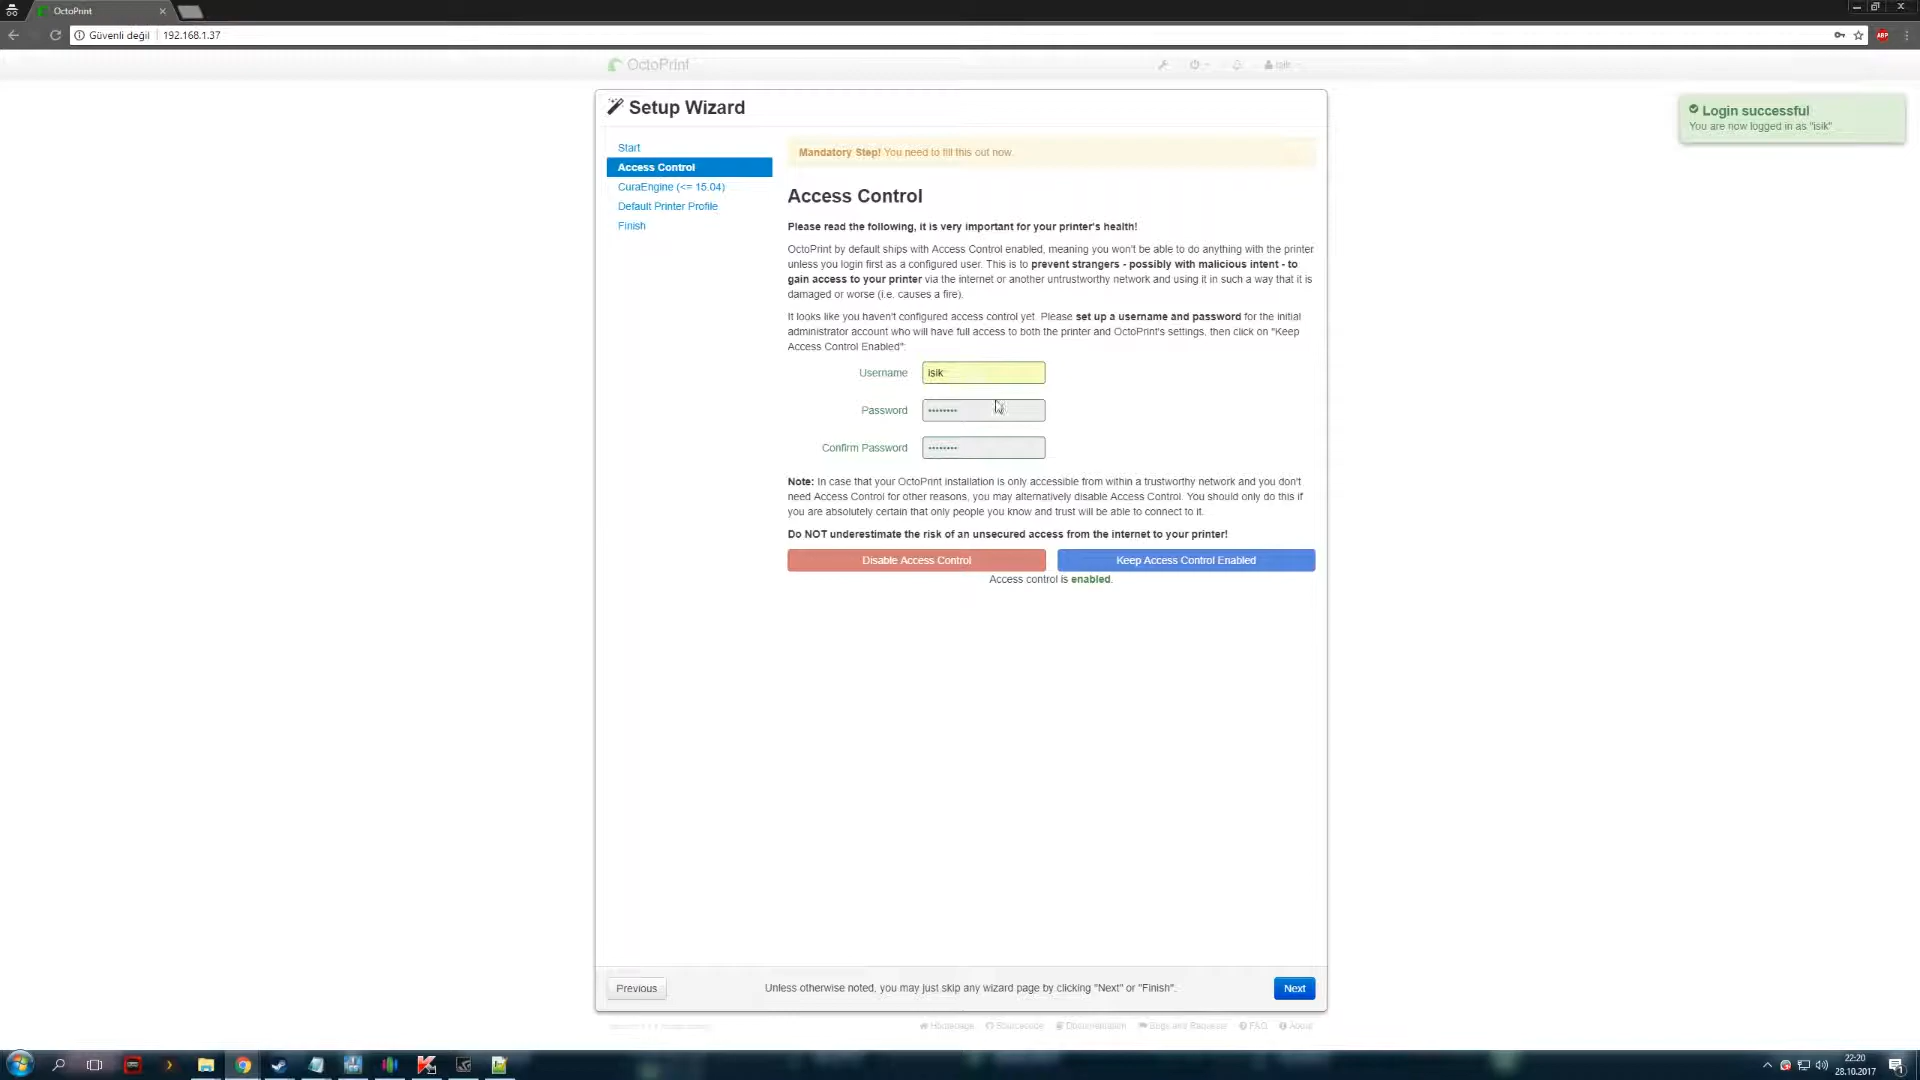 OctoPrint
Güvenli değil 192.168.1.37
ABP
OctoPrint
isik
Setup Wizard
Login successful
You are now logged in as "isik"
Start
Access Control
CuraEngine (<= 15.04)
Default Printer Profile
Finish
Mandatory Step! You need to fill this out now.
Access Control
Please read the following, it is very important for your printer's health!
OctoPrint by default ships with Access Control enabled, meaning you won't be able to do anything with the printer
unless you login first as a configured user. This is to prevent strangers - possibly with malicious intent - to
gain access to your printer via the internet or another untrustworthy network and using it in such a way that it is
damaged or worse (i.e. causes a fire).
It looks like you haven't configured access control yet. Please set up a username and password for the initial
administrator account who will have full access to both the printer and OctoPrint's settings, then click on "Keep
Access Control Enabled":
Username isik
Password ••••••••
Confirm Password ••••••••
Note: In case that your OctoPrint installation is only accessible from within a trustworthy network and you don't
need Access Control for other reasons, you may alternatively disable Access Control. You should only do this if
you are absolutely certain that only people you know and trust will be able to connect to it.
Do NOT underestimate the risk of an unsecured access from the internet to your printer!
Disable Access Control Keep Access Control Enabled
Access control is enabled.
Previous Unless otherwise noted, you may just skip any wizard page by clicking "Next" or "Finish". Next
Homepage Sourcecode Documentation Bugs and Requests FAQ About
22:20
28.10.2017